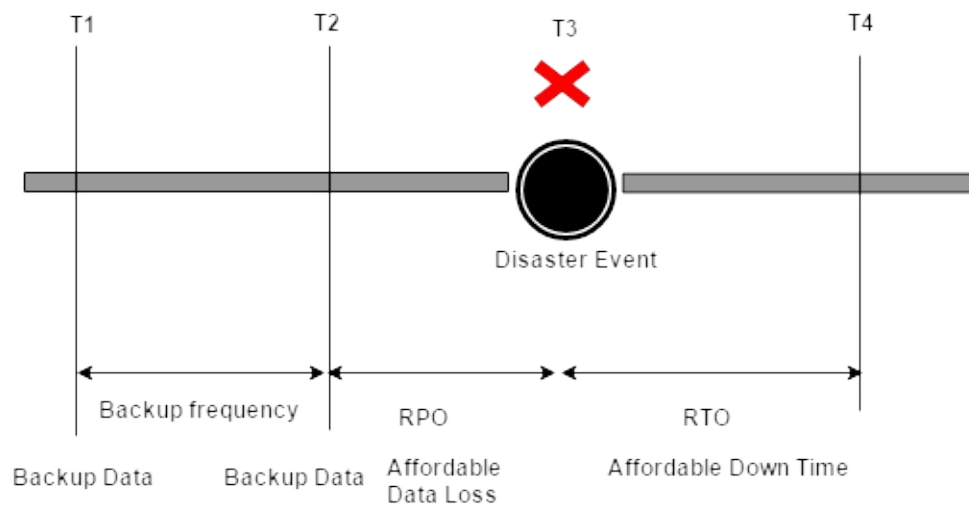 T1
T2
T3
T4
Disaster Event
Backup frequency
RPO
RTO
Backup Data
Backup Data
Affordable
Data Loss
Affordable Down Time